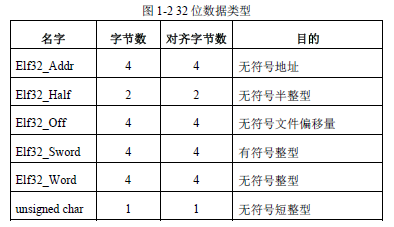 图 1-2 32 位数据类型
名字 字节数 对齐字节数 目的
Elf32_Addr 4 4 无符号地址
Elf32_Half 2 2 无符号半整型
Elf32_Off 4 4 无符号文件偏移量
Elf32_Sword 4 4 有符号整型
Elf32_Word 4 4 无符号整型
unsigned char 1 1 无符号短整型